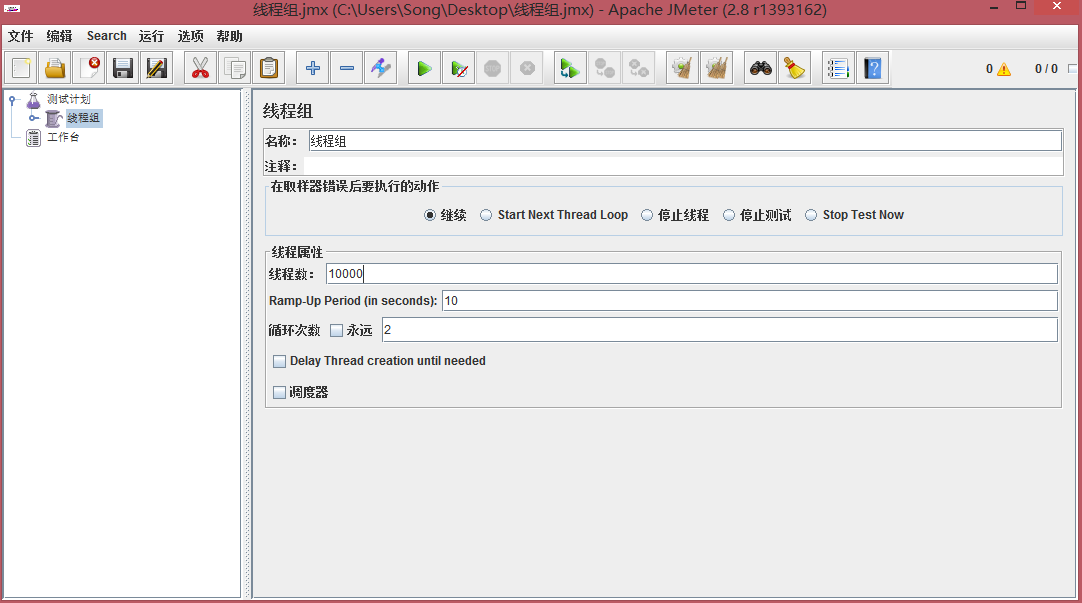 线程组.jmx (C:\Users\Song\Desktop\线程组.jmx) - Apache JMeter (2.8 r1393162)
文件 编辑 Search 运行 选项 帮助
0 0 / 0
测试计划
线程组
工作台
线程组
名称： 线程组
注释：
在取样器错误后要执行的动作
继续 Start Next Thread Loop 停止线程 停止测试 Stop Test Now
线程属性
线程数： 10000
Ramp-Up Period (in seconds): 10
循环次数 永远 2
Delay Thread creation until needed
调度器